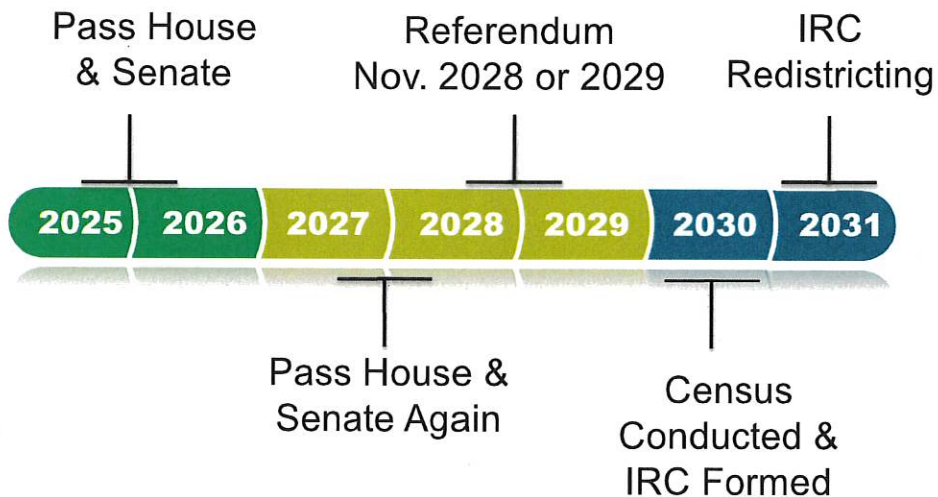 Pass House
& Senate
Referendum
Nov. 2028 or 2029
IRC
Redistricting
2025 2026 2027 2028 2029 2030 2031
Pass House &
Senate Again
Census
Conducted &
IRC Formed